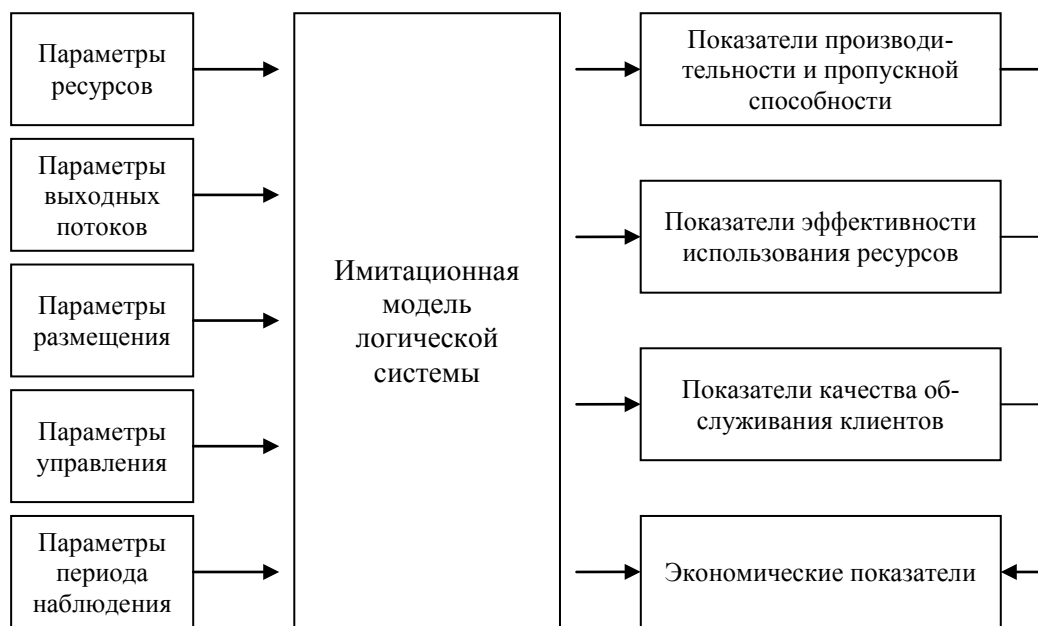 Параметры
ресурсов
Параметры
выходных
потоков
Параметры
размещения
Параметры
управления
Параметры
периода
наблюдения
Имитационная
модель
логической
системы
Показатели производи-
тельности и пропускной
способности
Показатели эффективности
использования ресурсов
Показатели качества об-
служивания клиентов
Экономические показатели